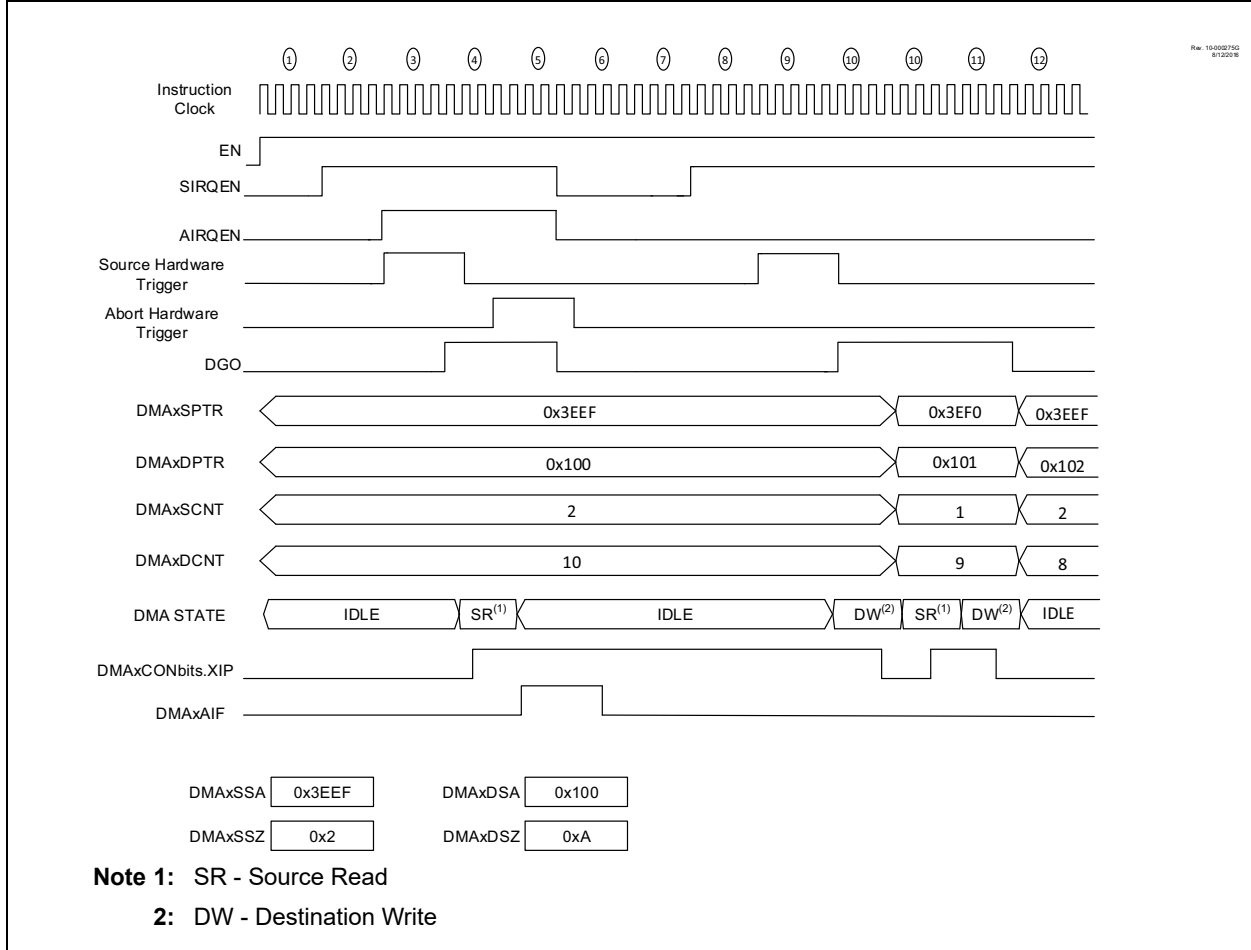 1 2 3 4 5 6 7 8 9 10 10 11 12
Rev. 10-000275G
8/12/2016
Instruction
Clock
EN
SIRQEN
AIRQEN
Source Hardware
Trigger
Abort Hardware
Trigger
DGO
DMAxSPTR 0x3EEF 0x3EF0 0x3EEF
DMAxDPTR 0x100 0x101 0x102
DMAxSCNT 2 1 2
DMAxDCNT 10 9 8
DMA STATE IDLE SR(1) IDLE DW(2) SR(1) DW(2) IDLE
DMAxCONbits.XIP
DMAxAIF
DMAxSSA 0x3EEF DMAxDSA 0x100
DMAxSSZ 0x2 DMAxDSZ 0xA
Note 1: SR - Source Read
2: DW - Destination Write